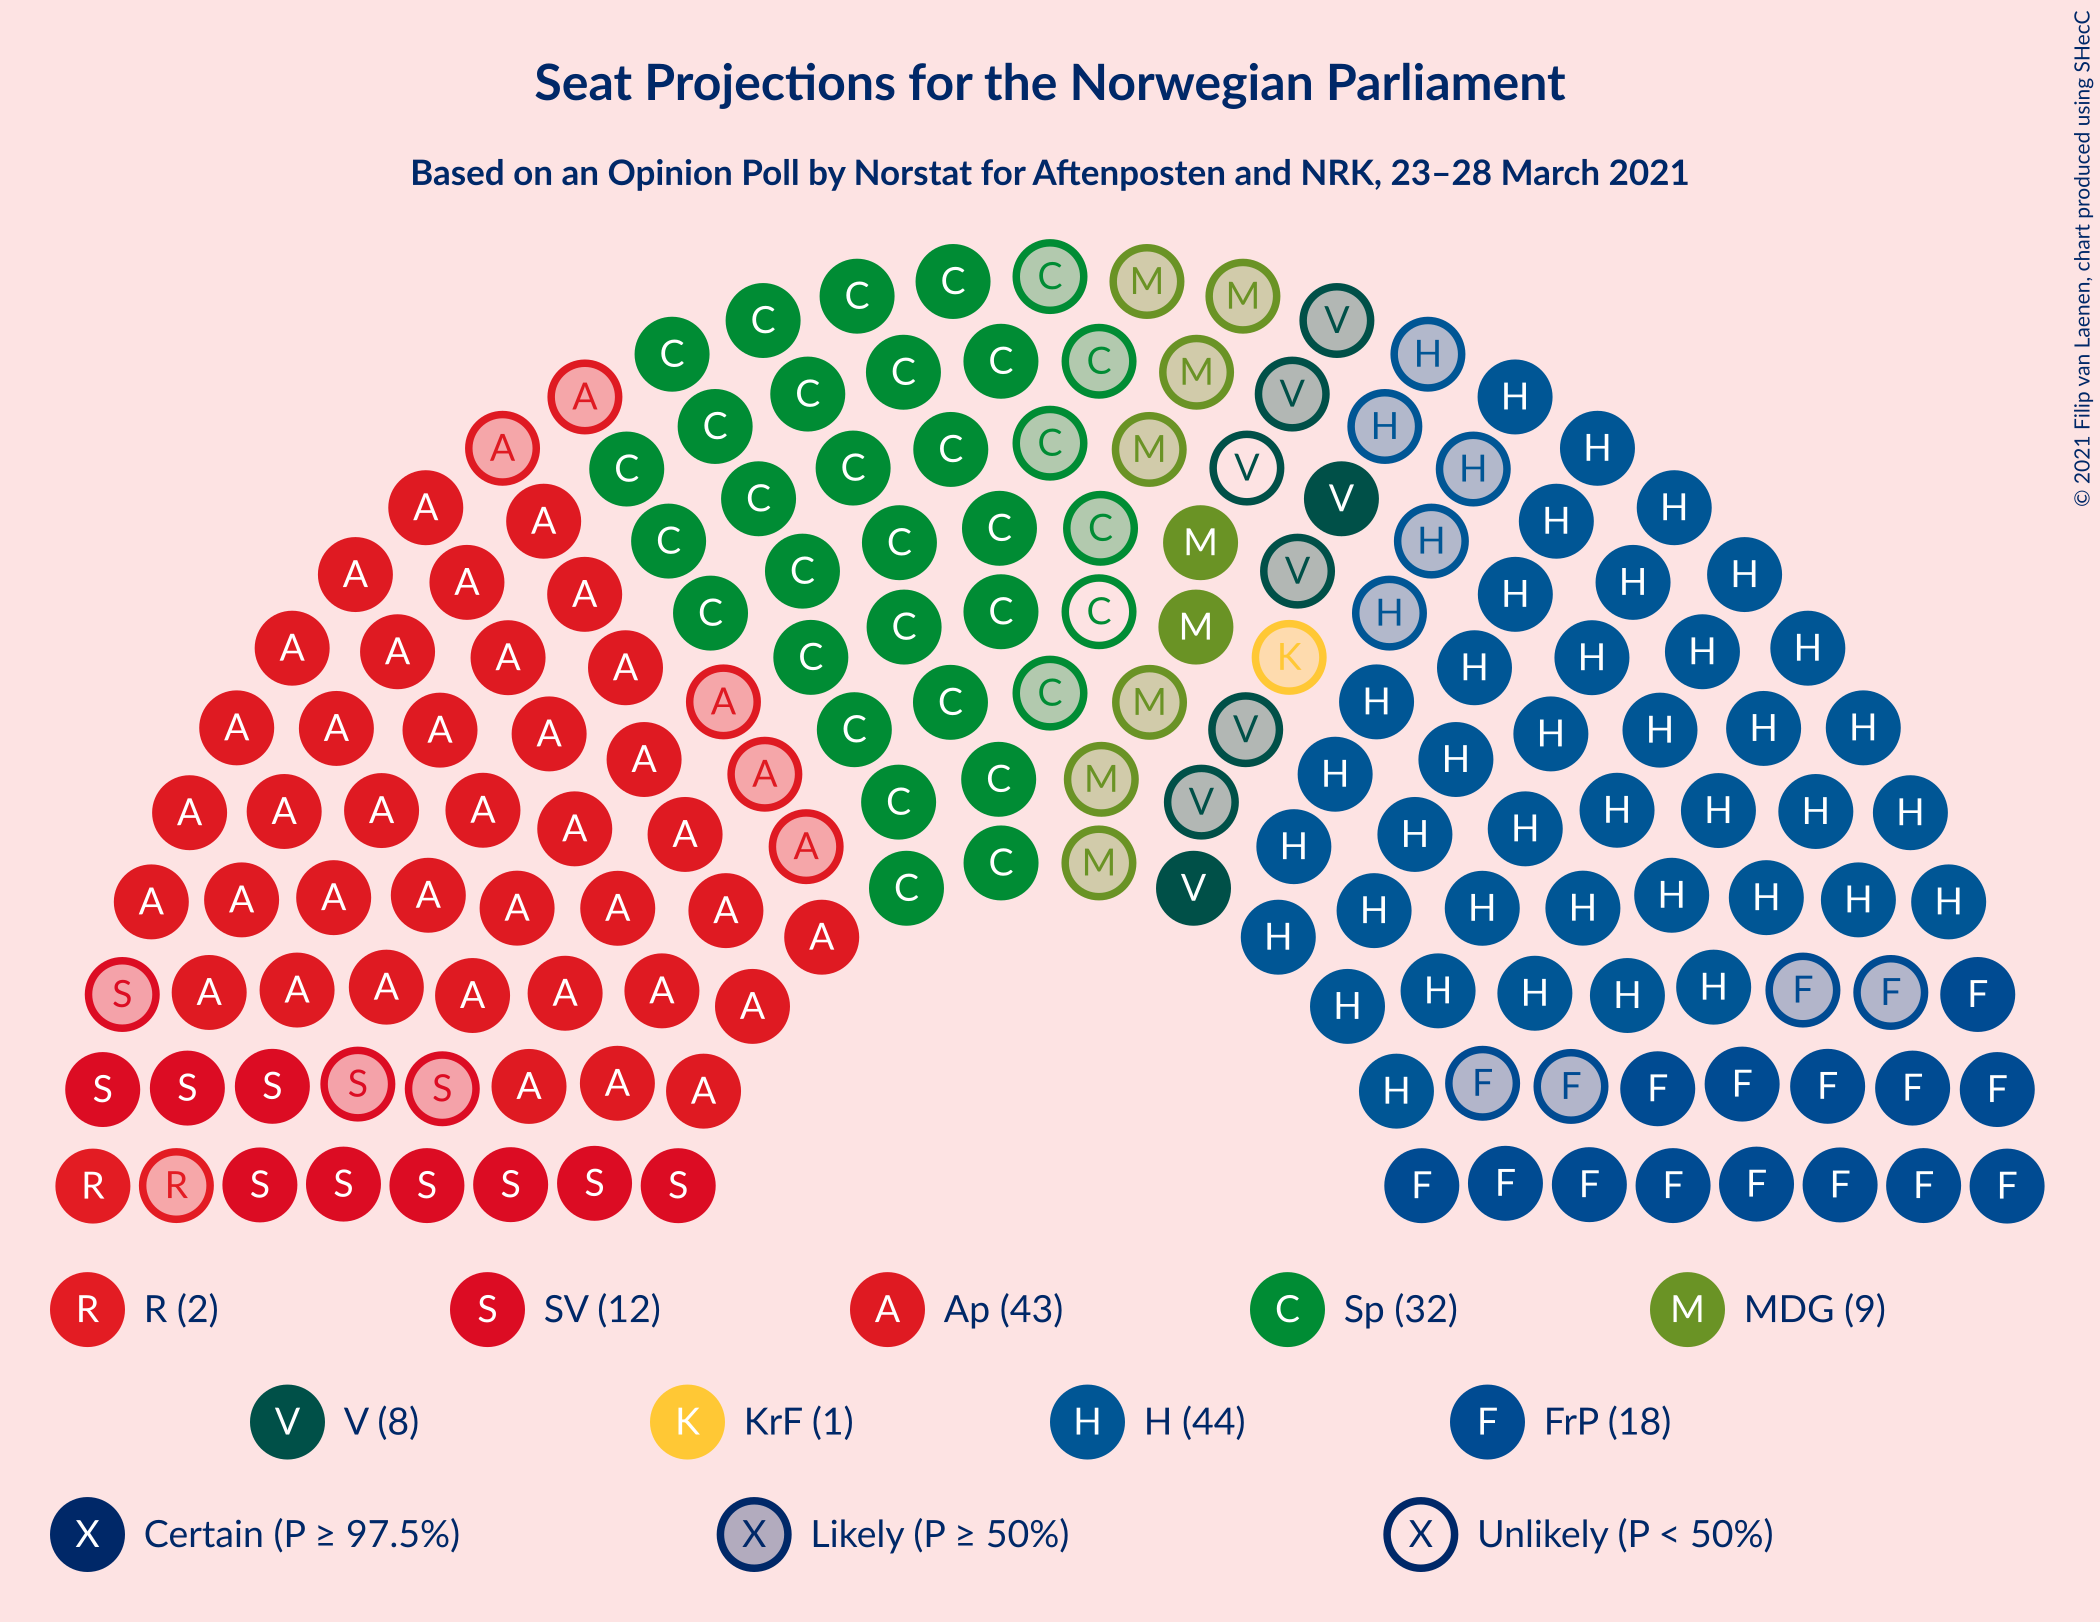 Seat Projections for the Norwegian Parliament
Based on an Opinion Poll by Norstat for Aftenposten and NRK, 23–28 March 2021
© 2021 Filip van Laenen, chart produced using SHecC
C C C M M
C C V
C C C C M H
A C C V H
A C C C M H
A C C C V H H
A A C C C V H H
A C C C M V H H
A A C C K H
A A A C C C M H H H
A A A C C M H H H
A A A A C C M V H H H H
A A A A C C M V H H H H
A A A A A A C H H H H H H
A A A A A A A C C M V H H H H H H H
A A A A A A A A H H H H H H H H
S A A A A A A A H H H H H F F F
S S S S S A A A H F F F F F F F
R R S S S S S S F F F F F F F F
R R (2) S SV (12) A Ap (43) C Sp (32) M MDG (9)
V V (8) K KrF (1) H H (44) F FrP (18)
X Certain (P ≥ 97.5%) X Likely (P ≥ 50%) X Unlikely (P < 50%)